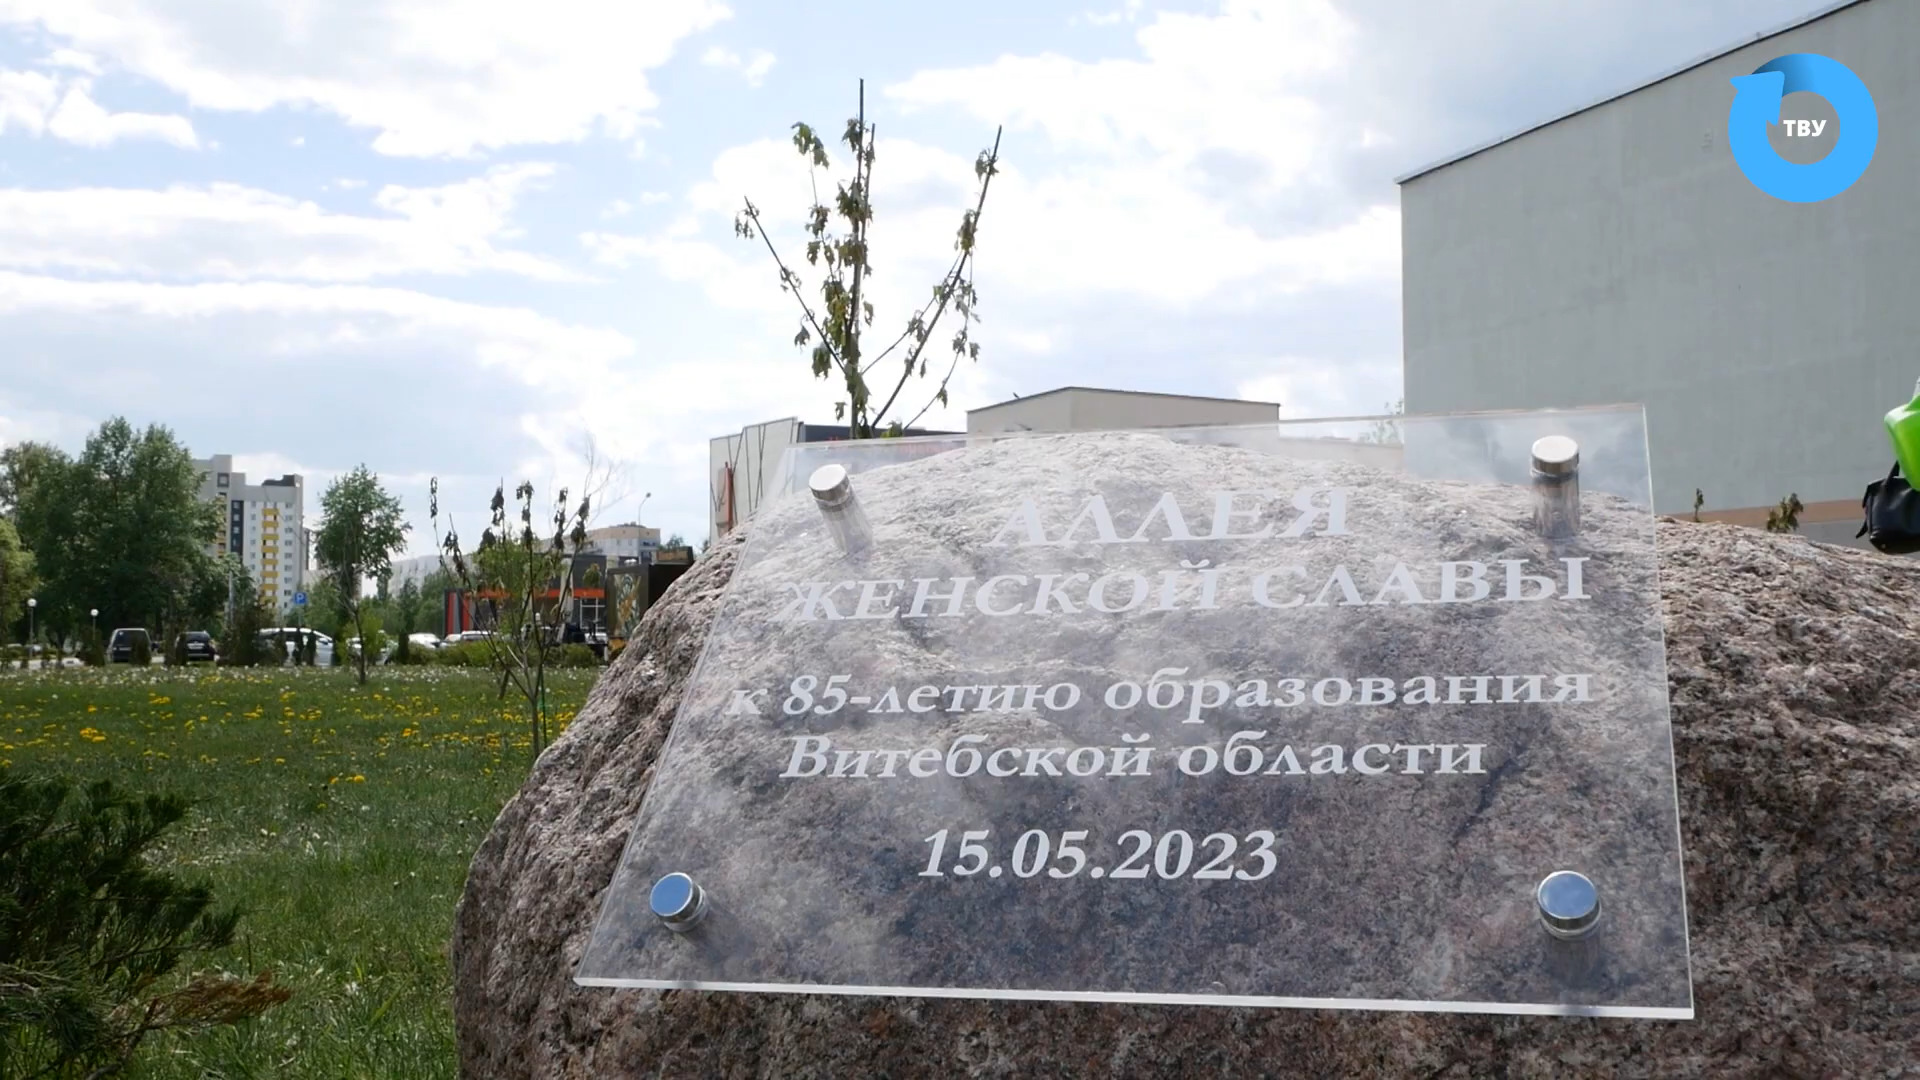 ТВУ
АЛЛЕЯ
ЖЕНСКОЙ СЛАВЫ
к 85-летию образования
Витебской области
15.05.2023